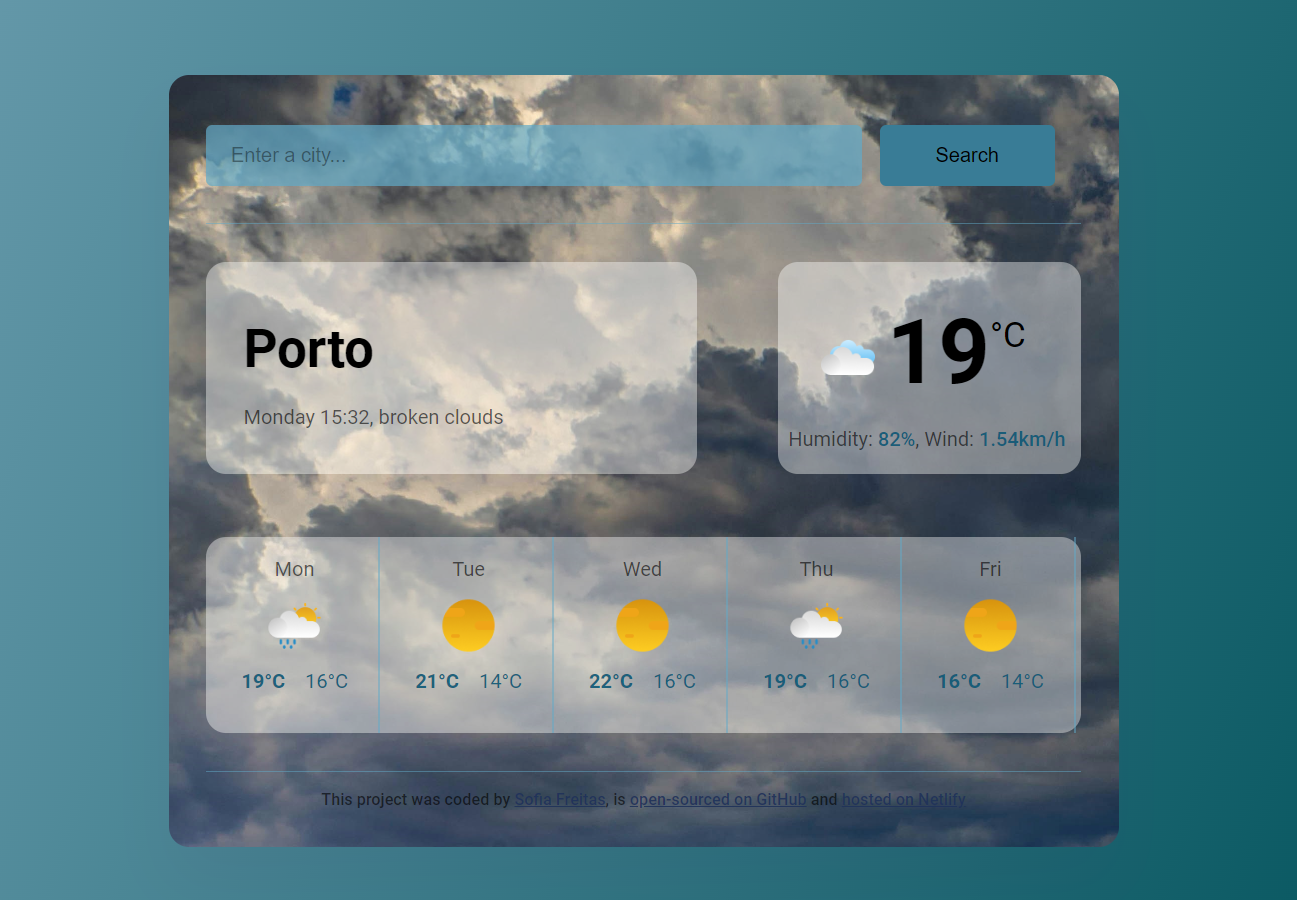 Enter a city...
Search
Porto
19°C
Monday 15:32, broken clouds
Humidity: 82%, Wind: 1.54km/h
Mon Tue Wed Thu Fri
19°C 16°C 21°C 14°C 22°C 16°C 19°C 16°C 16°C 14°C
This project was coded by Sofia Freitas, is open-sourced on GitHub and hosted on Netlify